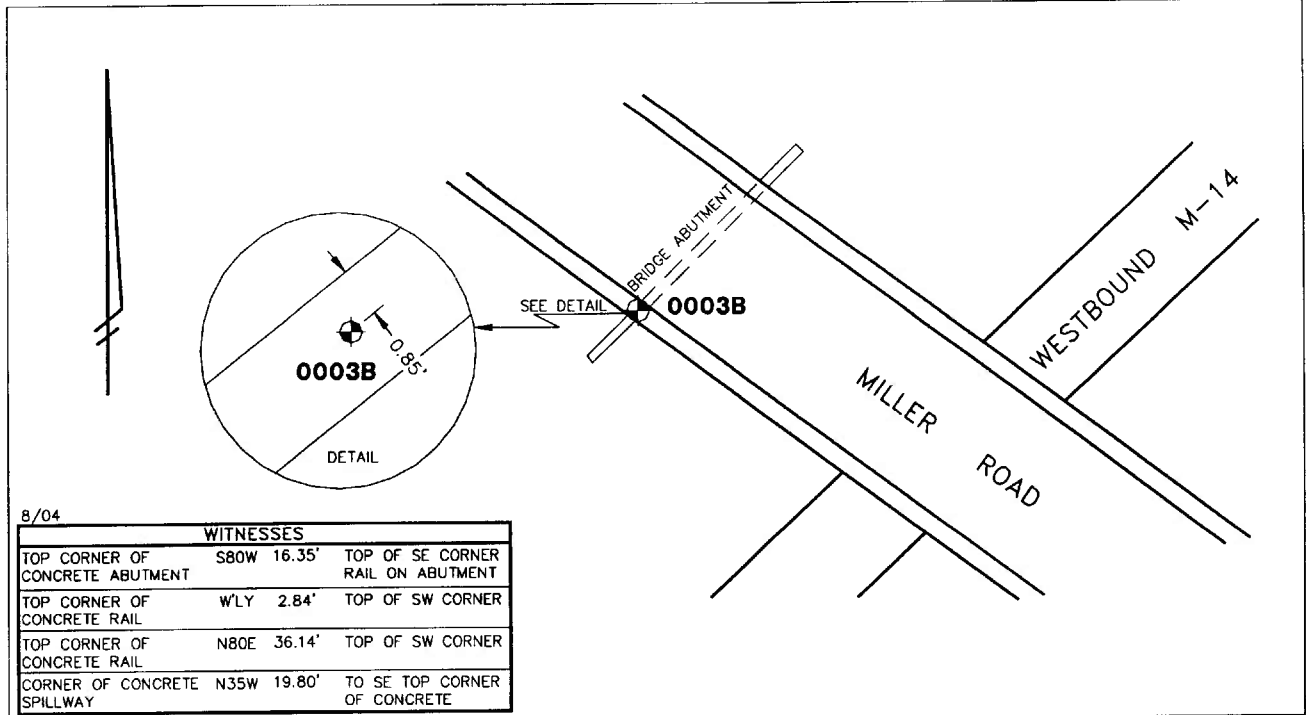 BRIDGE ABUTMENT
WESTBOUND M-14
SEE DETAIL
0003B
0.85'
0003B
MILLER
ROAD
DETAIL
8/04
WITNESSES
TOP CORNER OF CONCRETE ABUTMENT S80W 16.35' TOP OF SE CORNER RAIL ON ABUTMENT
TOP CORNER OF CONCRETE RAIL W'LY 2.84' TOP OF SW CORNER
TOP CORNER OF CONCRETE RAIL N80E 36.14' TOP OF SW CORNER
CORNER OF CONCRETE SPILLWAY N35W 19.80' TO SE TOP CORNER OF CONCRETE